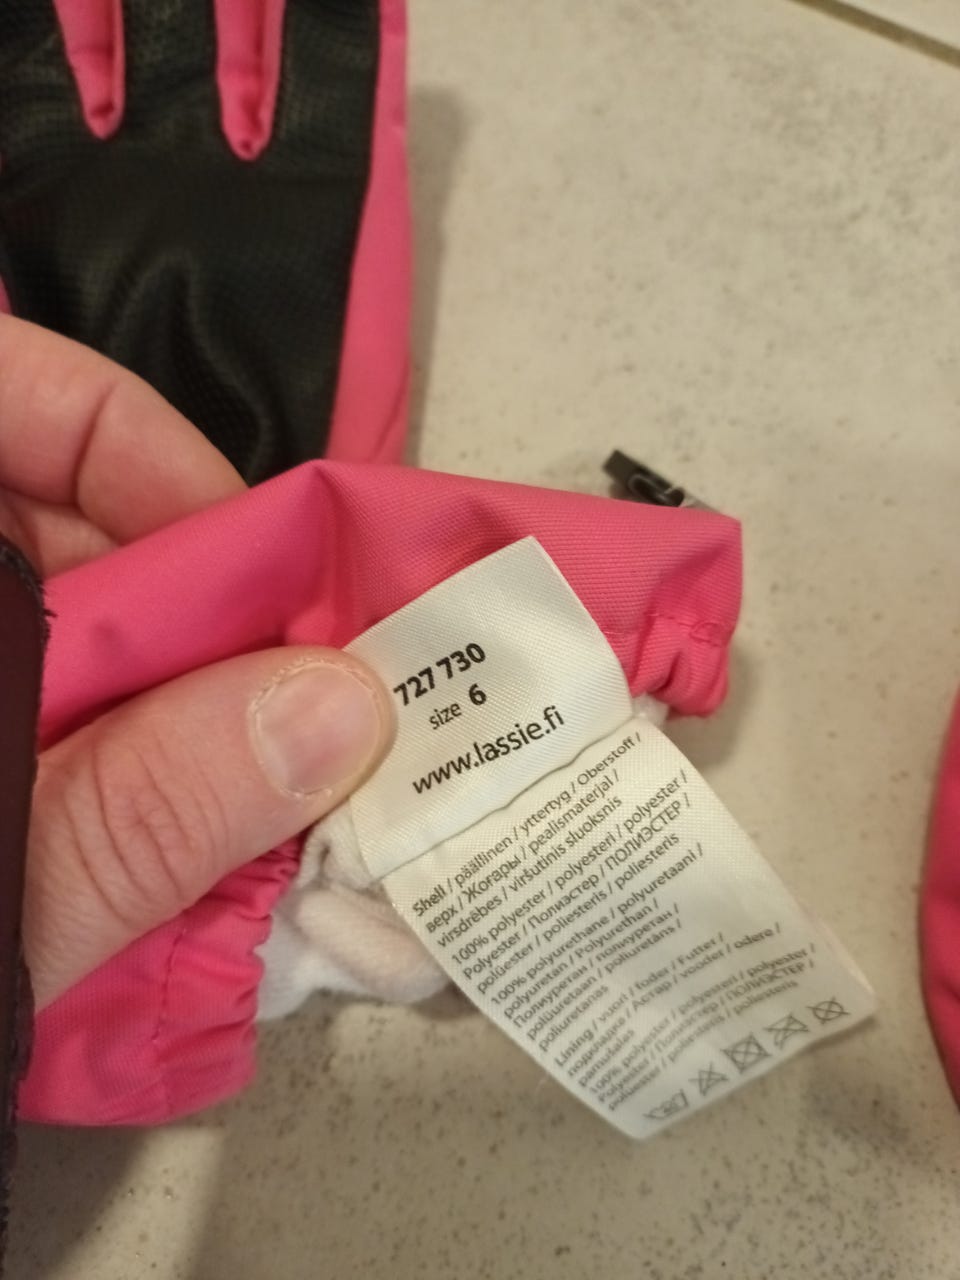 727 730
size 6
www.lassie.fi
Shell / päällinen / yttertyg / Oberstoff /
верх / Жоғары / pealismaterjal /
virsdrēbes / viršutinis sluoksnis
100% polyester / polyesteri / polyester /
Polyester / Полиэстер / ПОЛИЭСТЕР /
polüester / poliesteris / poliesteris
100% polyurethane / polyuretaani /
polyuretan / Polyurethan /
Полиуретан / полиуретан /
polüuretaan / poliuretāns /
poliuretanas
Lining / vuori / foder / Futter /
подкладка / Астар / vooder / odere /
pamušalas
100% polyester / polyesteri / polyester /
Polyester / Полиэстер / ПОЛИЭСТЕР /
polüester / poliesteris / poliesteris